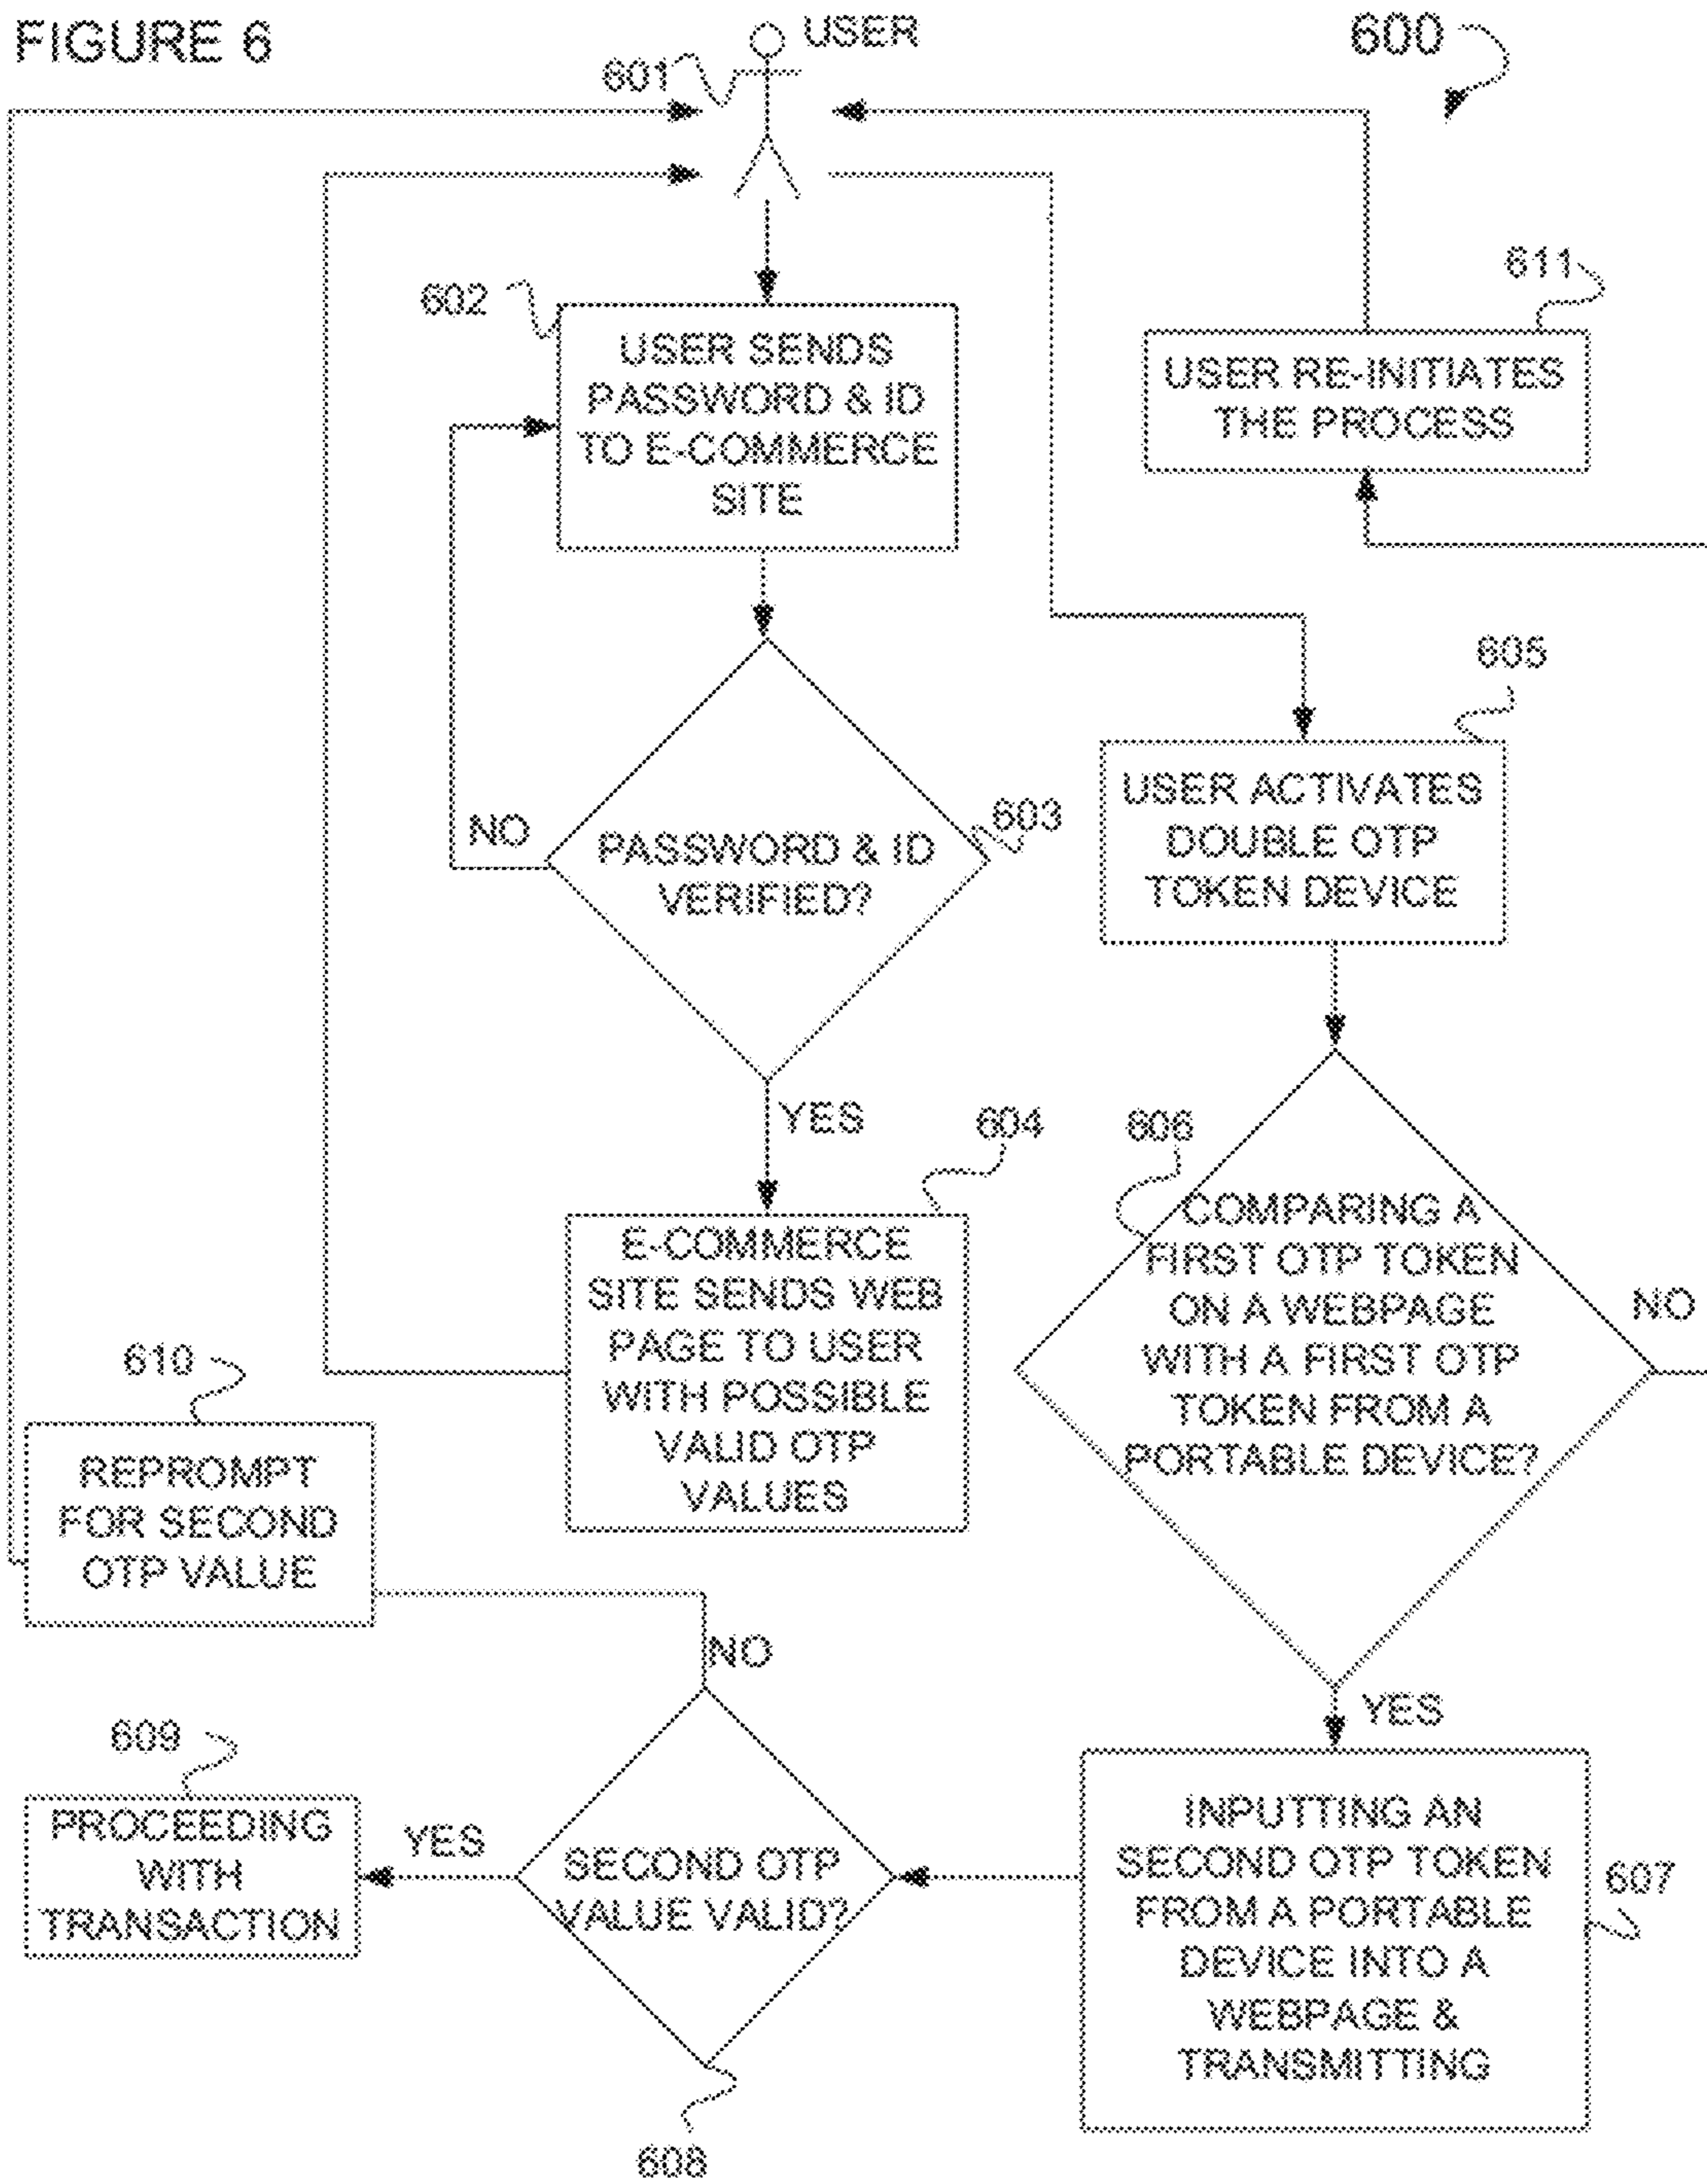 FIGURE 6
USER
600
601
602
USER SENDS
PASSWORD & ID
TO E-COMMERCE
SITE
611
USER RE-INITIATES
THE PROCESS
605
USER ACTIVATES
DOUBLE OTP
TOKEN DEVICE
NO
603
PASSWORD & ID
VERIFIED?
YES
604
E-COMMERCE
SITE SENDS WEB
PAGE TO USER
WITH POSSIBLE
VALID OTP
VALUES
606
COMPARING A
FIRST OTP TOKEN
ON A WEBPAGE
WITH A FIRST OTP
TOKEN FROM A
PORTABLE DEVICE?
NO
610
REPROMPT
FOR SECOND
OTP VALUE
NO
YES
609
PROCEEDING
WITH
TRANSACTION
YES
SECOND OTP
VALUE VALID?
608
INPUTTING AN
SECOND OTP TOKEN
FROM A PORTABLE
DEVICE INTO A
WEBPAGE &
TRANSMITTING
607